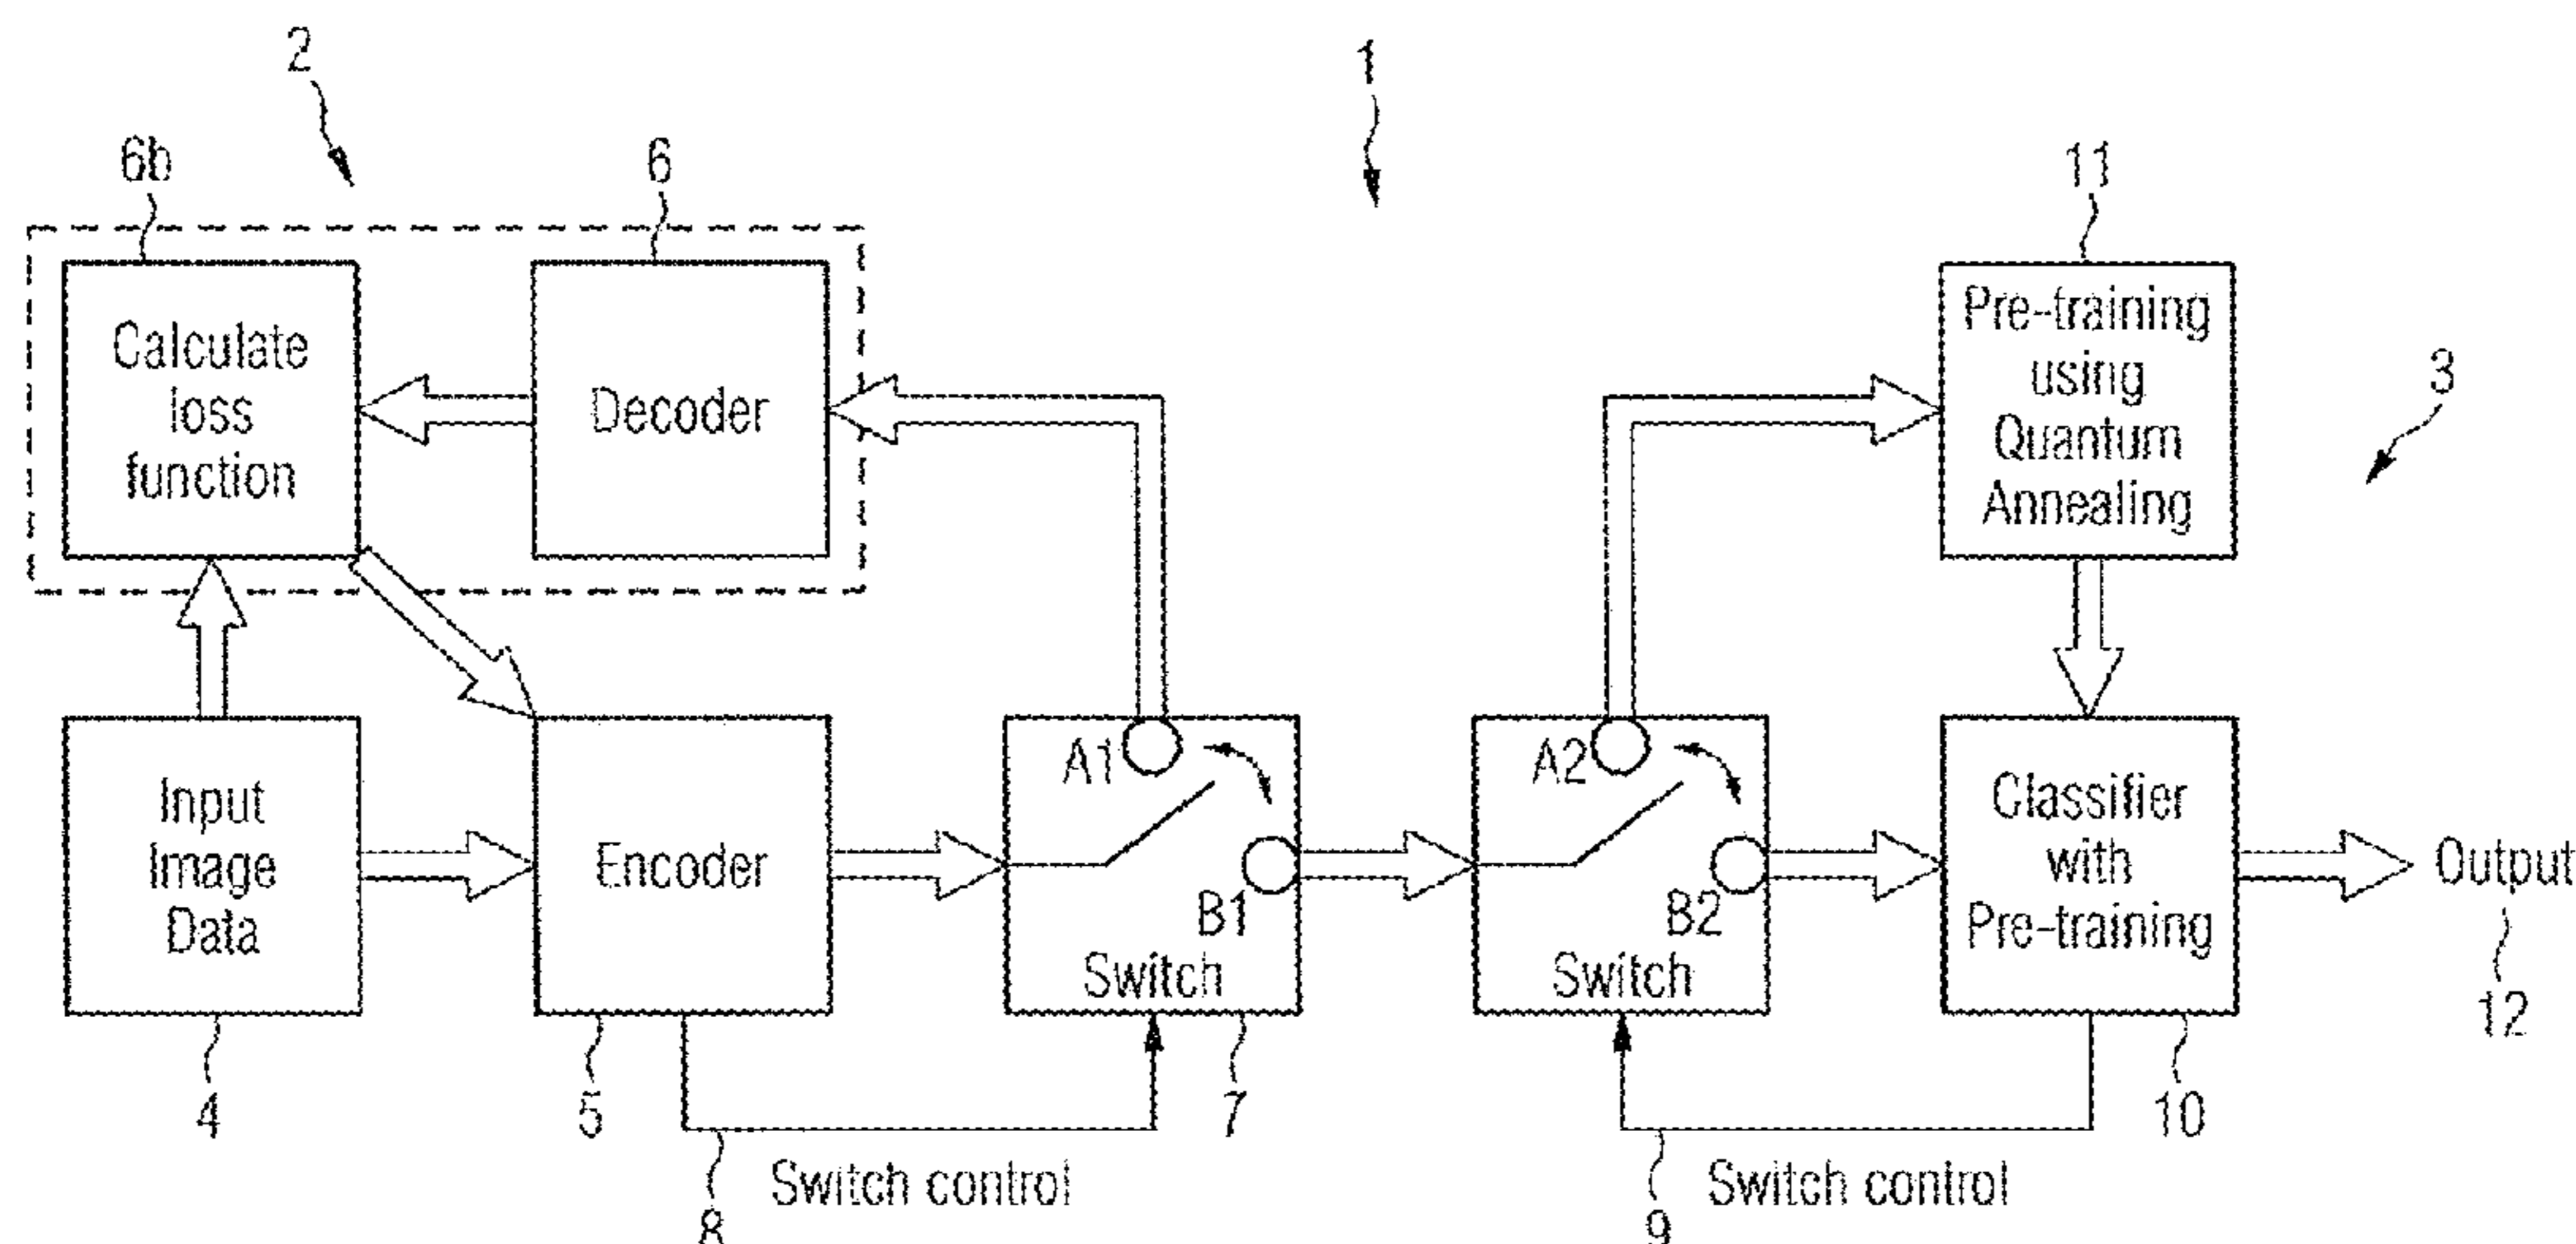 2
1
6b
6
11
3
Calculate
loss
function
Decoder
Pre-training
using
Quantum
Annealing
Input
Image
Data
Encoder
A1
B1
Switch
A2
B2
Switch
Classifier
with
Pre-training
Output
12
4
5
7
10
Switch control
8
Switch control
9